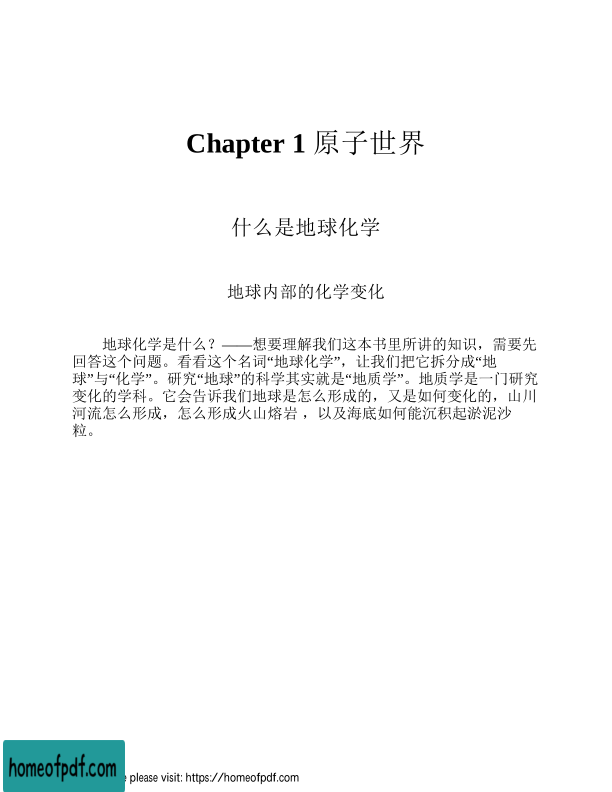 Chapter 1 原子世界
什么是地球化学
地球内部的化学变化
地球化学是什么？——想要理解我们这本书里所讲的知识，需要先
回答这个问题。看看这个名词“地球化学”，让我们把它拆分成“地
球”与“化学”。研究“地球”的科学其实就是“地质学”。地质学是一门研究
变化的学科。它会告诉我们地球是怎么形成的，又是如何变化的，山川
河流怎么形成，怎么形成火山熔岩 ，以及海底如何能沉积起淤泥沙
粒。
homeofpdf.com
please visit: https://homeofpdf.com